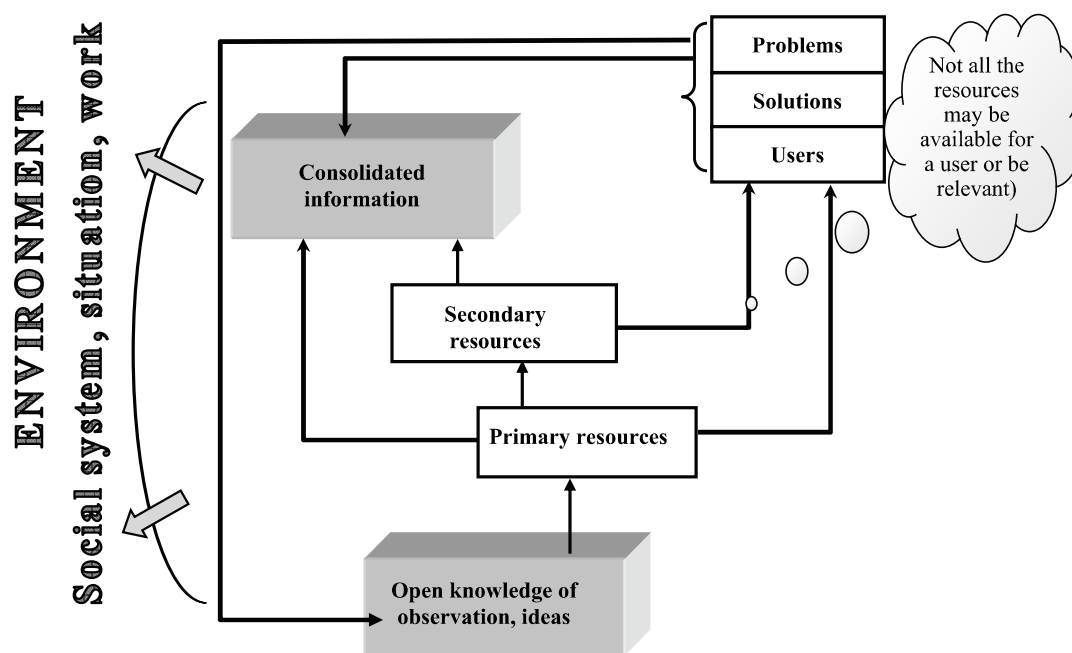 ENVIRONMENT
Social system, situation, work
Problems
Solutions
Users
Not all the
resources
may be
available for
a user or be
relevant)
Consolidated
information
Secondary
resources
Primary resources
Open knowledge of
observation, ideas